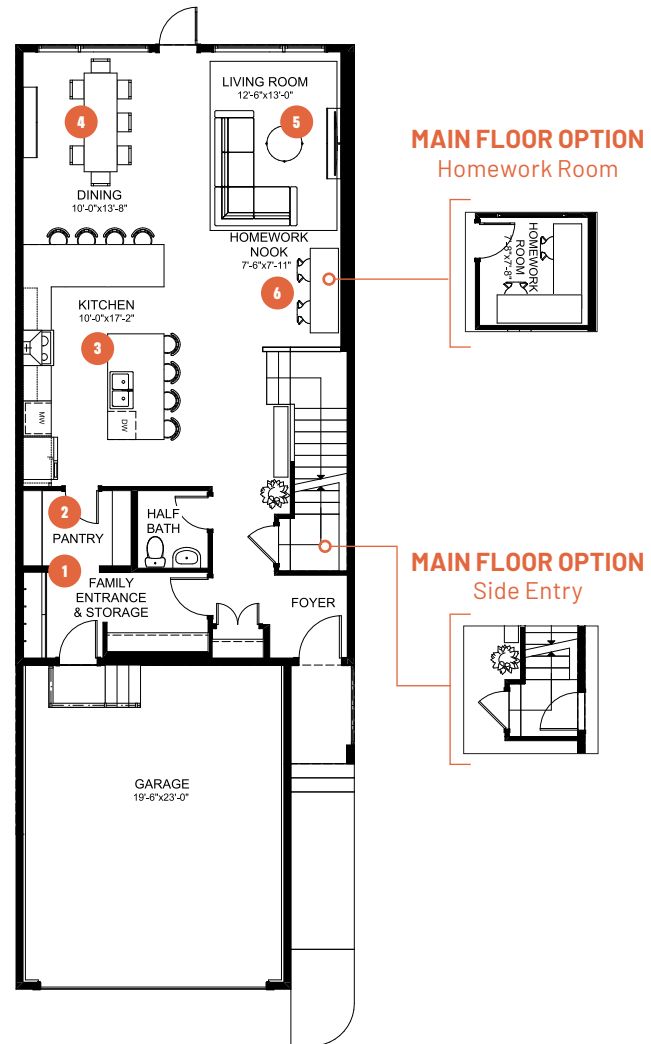 LIVING ROOM
12'-6"x13'-0"
4
5
DINING
10'-0"x13'-8"
MAIN FLOOR OPTION
Homework Room
HOMEWORK
ROOM
7'-8"x7'-8"
HOMEWORK
NOOK
7'-6"x7'-11"
6
KITCHEN
10'-0"x17'-2"
3
MW
DW
2
PANTRY
HALF
BATH
1
FAMILY
ENTRANCE
& STORAGE
FOYER
MAIN FLOOR OPTION
Side Entry
GARAGE
19'-6"x23'-0"